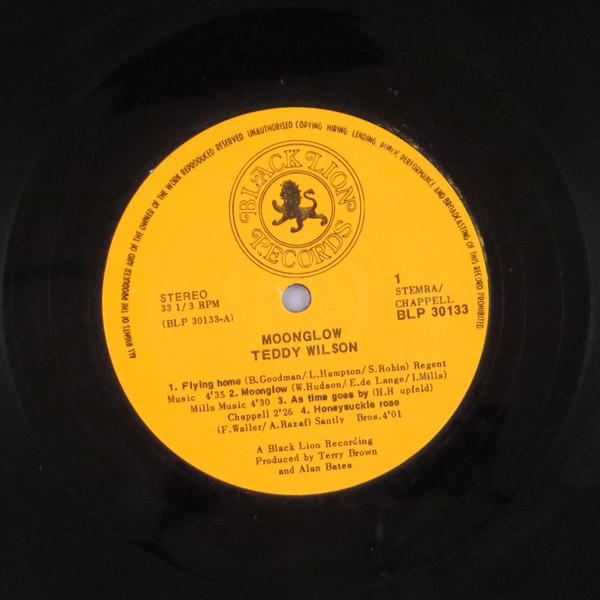 ALL RIGHTS OF THE PRODUCER AND OF THE OWNER OF THE WORK REPRODUCED RESERVED. UNAUTHORISED COPYING, HIRING, LENDING, PUBLIC PERFORMANCE AND BROADCASTING OF THIS RECORD PROHIBITED.
BLACK LION
RECORDS
STEREO
33 1/3 RPM
(BLP 30133-A)
1
STEMRA/
CHAPPELL
BLP 30133
MOONGLOW
TEDDY WILSON
1. Flying home (B.Goodman/L.Hampton/S.Robin) Regent
Music 4'35 2. Moonglow (W.Hudson/E.de Lange/I.Mills)
Mills Music 4'30 3. As time goes by (H.H upfeld)
Chappell 2'26 4. Honeysuckle rose
(F.Waller/A.Razaf) Santly Bros.4'01
A Black Lion Recording
Produced by Terry Brown
and Alan Bates